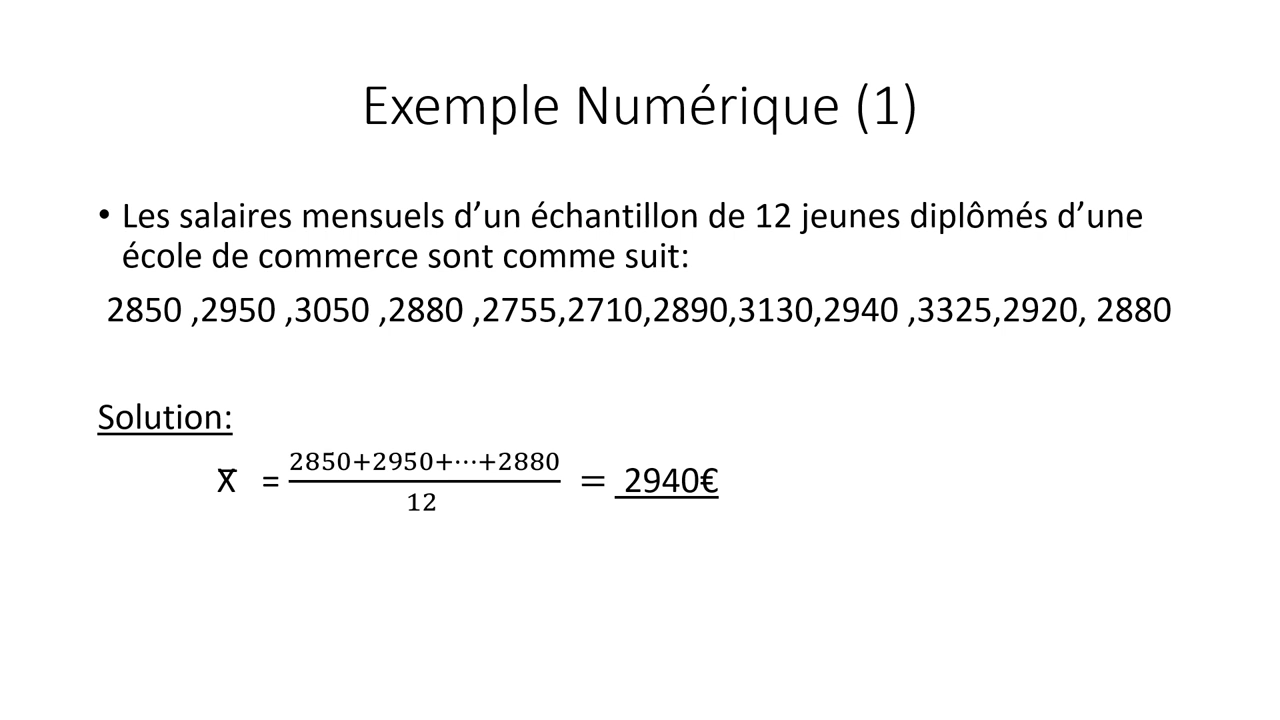 Exemple Numérique (1)
• Les salaires mensuels d’un échantillon de 12 jeunes diplômés d’une
école de commerce sont comme suit:
2850 ,2950 ,3050 ,2880 ,2755,2710,2890,3130,2940 ,3325,2920, 2880
Solution:
X̅ = (2850+2950+⋯+2880)/12 = 2940€